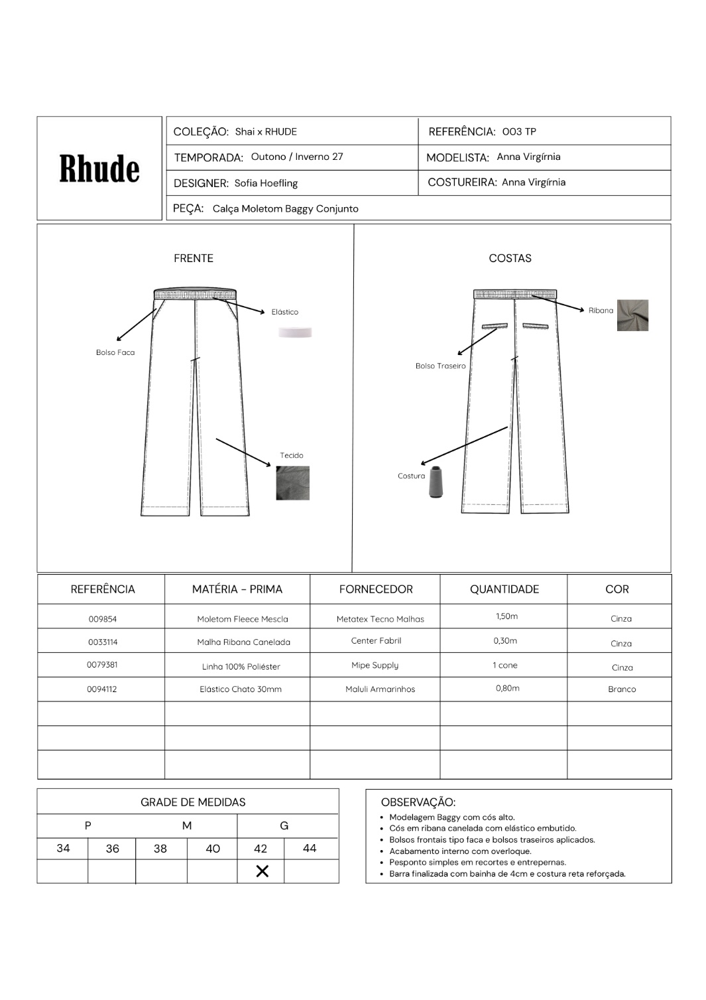 Rhude
COLEÇÃO: Shai x RHUDE
REFERÊNCIA: 003 TP
TEMPORADA: Outono / Inverno 27
MODELISTA: Anna Virgírnia
DESIGNER: Sofia Hoefling
COSTUREIRA: Anna Virgírnia
PEÇA: Calça Moletom Baggy Conjunto
FRENTE
Elástico
Bolso Faca
Tecido
COSTAS
Ribana
Bolso Traseiro
Costura
REFERÊNCIA MATÉRIA - PRIMA FORNECEDOR QUANTIDADE COR
009854 Moletom Fleece Mescla Metatex Tecno Malhas 1,50m Cinza
0033114 Malha Ribana Canelada Center Fabril 0,30m Cinza
0079381 Linha 100% Poliéster Mipe Supply 1 cone Cinza
0094112 Elástico Chato 30mm Maluli Armarinhos 0,80m Branco
GRADE DE MEDIDAS
P M G
34 36 38 40 42 44
X
OBSERVAÇÃO:
• Modelagem Baggy com cós alto.
• Cós em ribana canelada com elástico embutido.
• Bolsos frontais tipo faca e bolsos traseiros aplicados.
• Acabamento interno com overloque.
• Pesponto simples em recortes e entrepernas.
• Barra finalizada com bainha de 4cm e costura reta reforçada.